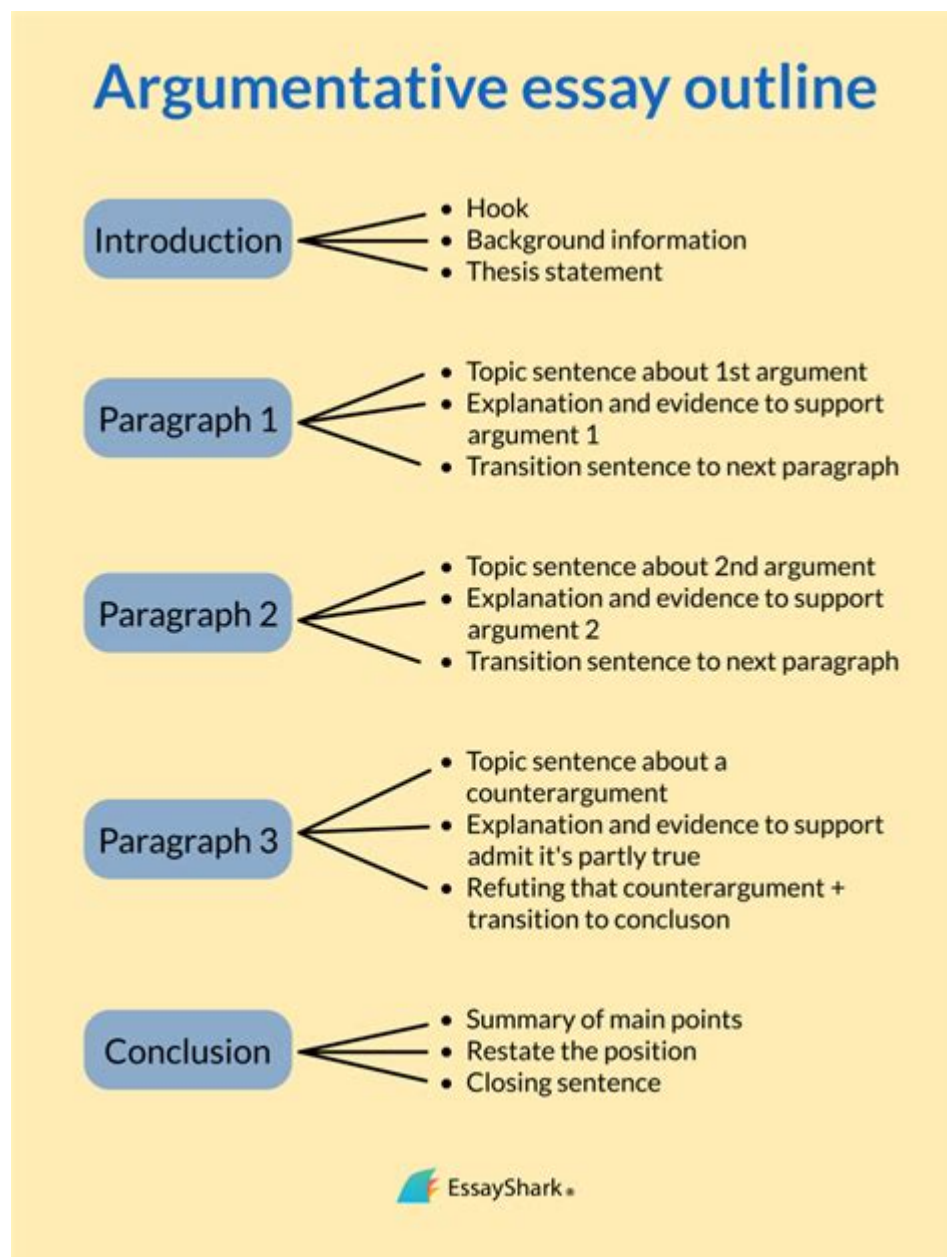 Argumentative essay outline
Introduction
• Hook
• Background information
• Thesis statement
Paragraph 1
• Topic sentence about 1st argument
• Explanation and evidence to support
argument 1
• Transition sentence to next paragraph
Paragraph 2
• Topic sentence about 2nd argument
• Explanation and evidence to support
argument 2
• Transition sentence to next paragraph
Paragraph 3
• Topic sentence about a
counterargument
• Explanation and evidence to support
admit it's partly true
• Refuting that counterargument +
transition to concluson
Conclusion
• Summary of main points
• Restate the position
• Closing sentence
EssayShark®